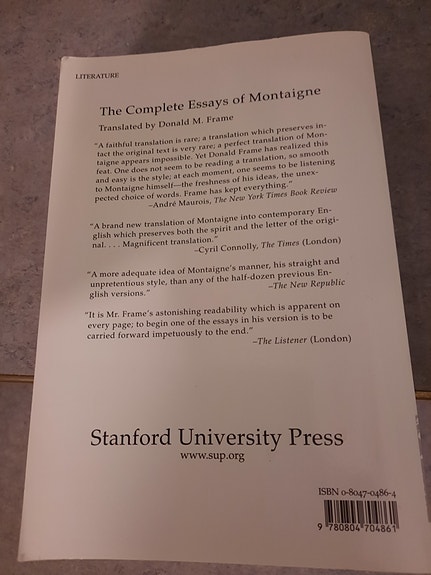 LITERATURE
The Complete Essays of Montaigne
Translated by Donald M. Frame
“A faithful translation is rare; a translation which preserves in-
tact the original text is very rare; a perfect translation of Mon-
taigne appears impossible. Yet Donald Frame has realized this
feat. One does not seem to be reading a translation, so smooth
and easy is the style; at each moment, one seems to be listening
to Montaigne himself—the freshness of his ideas, the unex-
pected choice of words. Frame has kept everything.”
–André Maurois, The New York Times Book Review
“A brand new translation of Montaigne into contemporary En-
glish which preserves both the spirit and the letter of the origi-
nal. . . . Magnificent translation.”
–Cyril Connolly, The Times (London)
“A more adequate idea of Montaigne’s manner, his straight and
unpretentious style, than any of the half-dozen previous En-
glish versions.”
–The New Republic
“It is Mr. Frame’s astonishing readability which is apparent on
every page; to begin one of the essays in his version is to be
carried forward impetuously to the end.”
–The Listener (London)
Stanford University Press
www.sup.org
ISBN 0-8047-0486-4
9 780804 704861